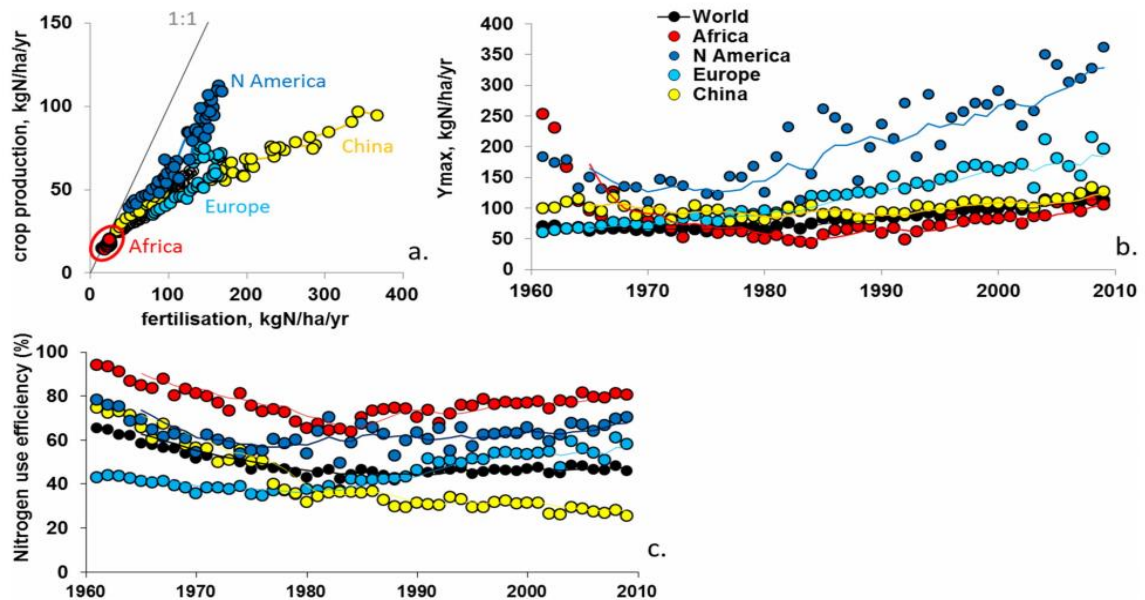 150
100
50
0
crop production, kgN/ha/yr
1:1
N America
China
Europe
Africa
a.
0 100 200 300 400
fertilisation, kgN/ha/yr
400
350
300
250
200
150
100
50
0
Ymax, kgN/ha/yr
World
Africa
N America
Europe
China
b.
1960 1970 1980 1990 2000 2010
100
80
60
40
20
0
Nitrogen use efficiency (%)
c.
1960 1970 1980 1990 2000 2010